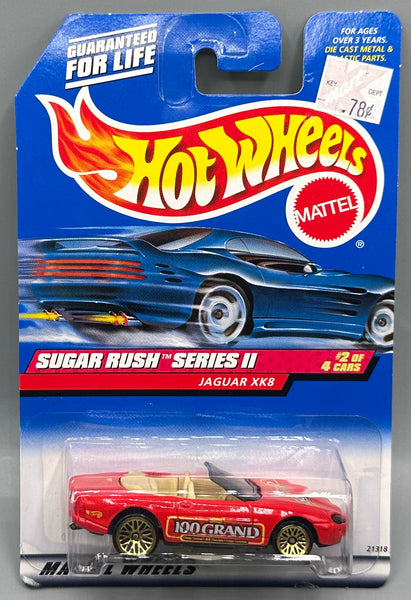 GUARANTEED
FOR LIFE
FOR AGES
OVER 3 YEARS.
DIE CAST METAL &
PLASTIC PARTS.
KEY
DEPT
.78¢
HOT WHEELS
MATTEL
®
SUGAR RUSH™ SERIES II
#2 OF
4 CARS
JAGUAR XK8
100 GRAND
21318
WHEELS